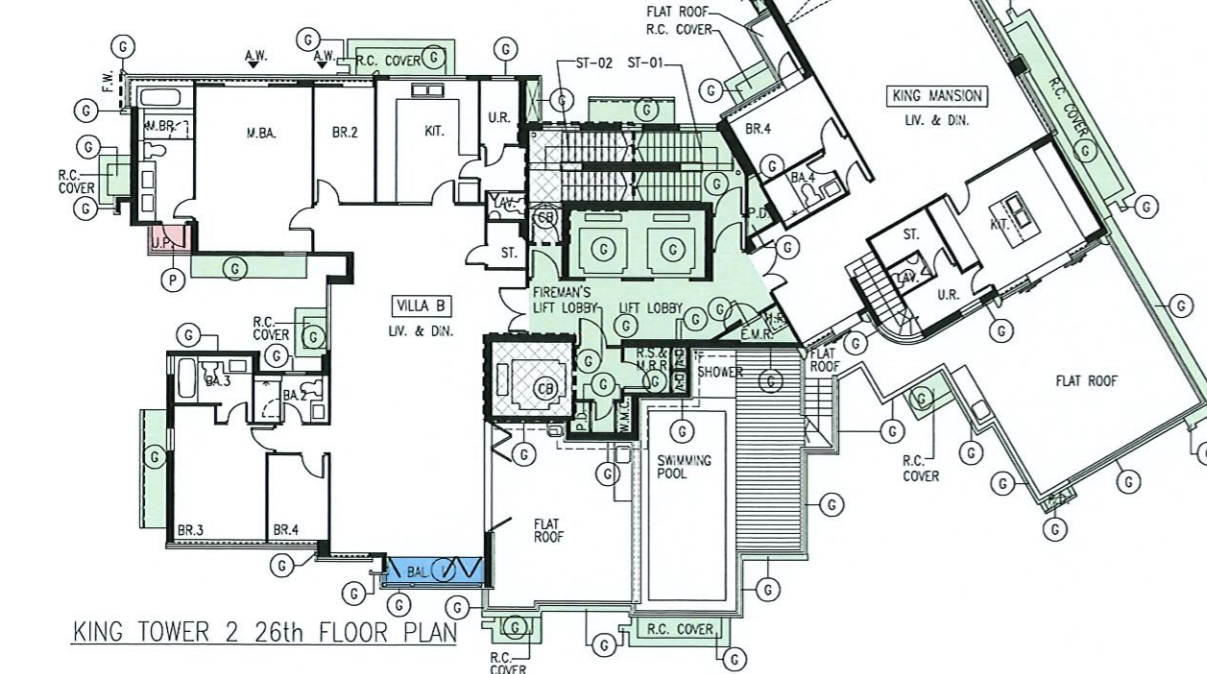 FLAT ROOF
R.C. COVER
G
G
G
G
A.W.
A.W.
R.C. COVER
G
F.W.
ST-02
ST-01
G
G
G
G
KING MANSION
LIV. & DIN.
R.C. COVER
G
M.BR.
M.BA.
BR.2
KIT.
U.R.
BR.4
G
G
R.C.
COVER
G
G
BA.4
LAV.
CB
P.D.
G
G
U.P.
P
G
ST.
G
G
ST.
KIT.
LAV.
U.R.
G
VILLA B
LIV. & DIN.
FIREMAN'S
LIFT LOBBY
LIFT LOBBY
G
G
G
H.R.
E.M.R.
G
G
G
R.C.
COVER
G
G
G
R.S.&
M.R.R.
G
SHOWER
G
FLAT
ROOF
G
FLAT ROOF
BA.3
BA.2
CB
G
P.D.
W.M.C.
G
G
G
G
R.C.
COVER
G
G
G
G
G
G
SWIMMING
POOL
G
G
BR.3
BR.4
FLAT
ROOF
G
G
BAL.
G
G
G
G
KING TOWER 2 26th FLOOR PLAN
G
R.C.
COVER
G
R.C. COVER
G